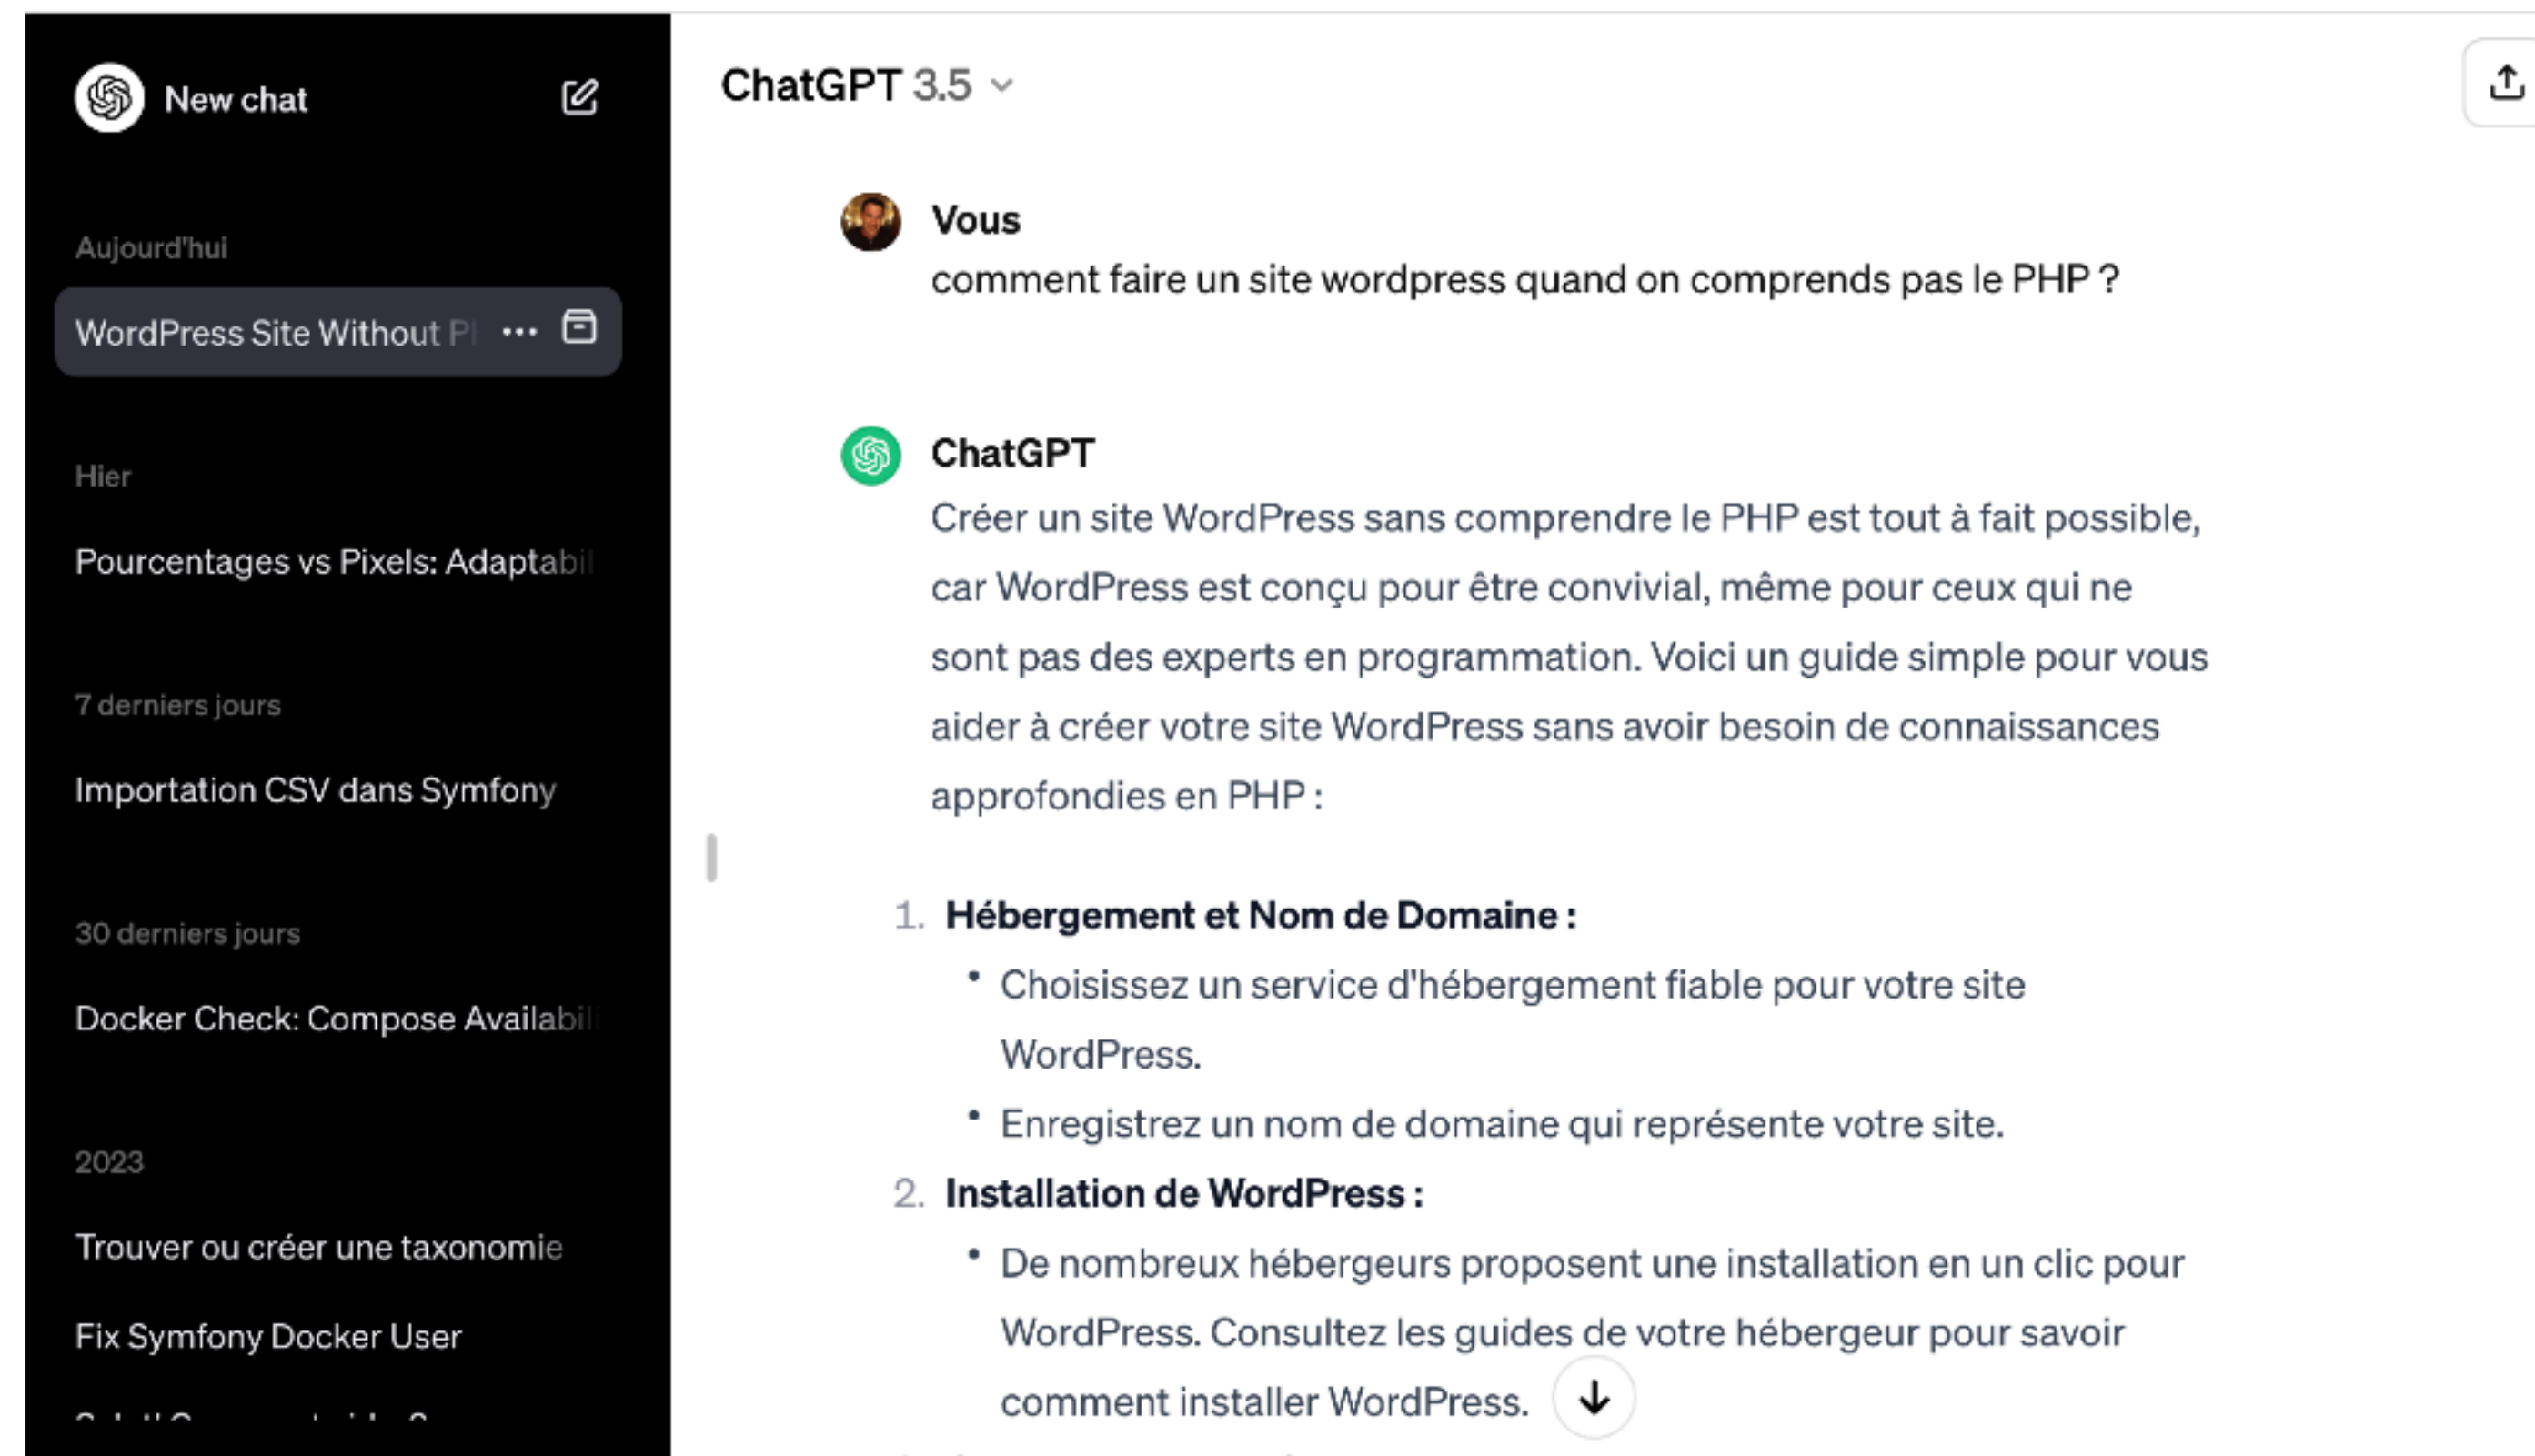 New chat
Aujourd'hui
WordPress Site Without
Hier
Pourcentages vs Pixels:
7 derniers jours
Importation CSV dans Symfony
30 derniers jours
Docker Check: Compose
2023
Trouver ou créer une taxonomie
Fix Symfony Docker User
ChatGPT 3.5
Vous
comment faire un site wordpress quand on comprends pas le PHP ?
ChatGPT
Créer un site WordPress sans comprendre le PHP est tout à fait possible,
car WordPress est conçu pour être convivial, même pour ceux qui ne
sont pas des experts en programmation. Voici un guide simple pour vous
aider à créer votre site WordPress sans avoir besoin de connaissances
approfondies en PHP :
1. Hébergement et Nom de Domaine :
• Choisissez un service d'hébergement fiable pour votre site
WordPress.
• Enregistrez un nom de domaine qui représente votre site.
2. Installation de WordPress :
• De nombreux hébergeurs proposent une installation en un clic pour
WordPress. Consultez les guides de votre hébergeur pour savoir
comment installer WordPress.